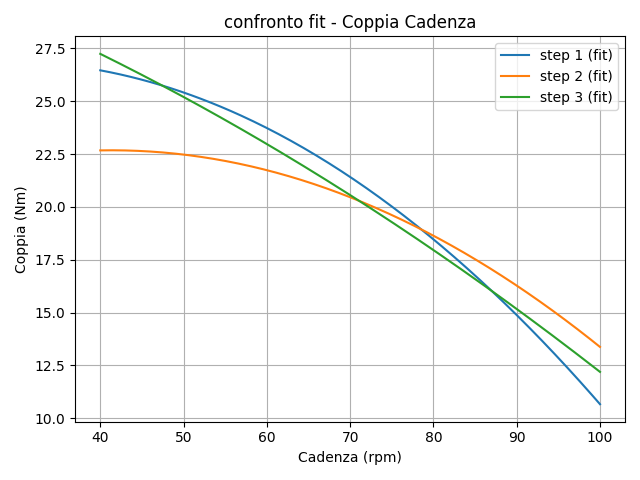 confronto fit - Coppia Cadenza
step 1 (fit)
step 2 (fit)
step 3 (fit)
Coppia (Nm)
27.5
25.0
22.5
20.0
17.5
15.0
12.5
10.0
40 50 60 70 80 90 100
Cadenza (rpm)